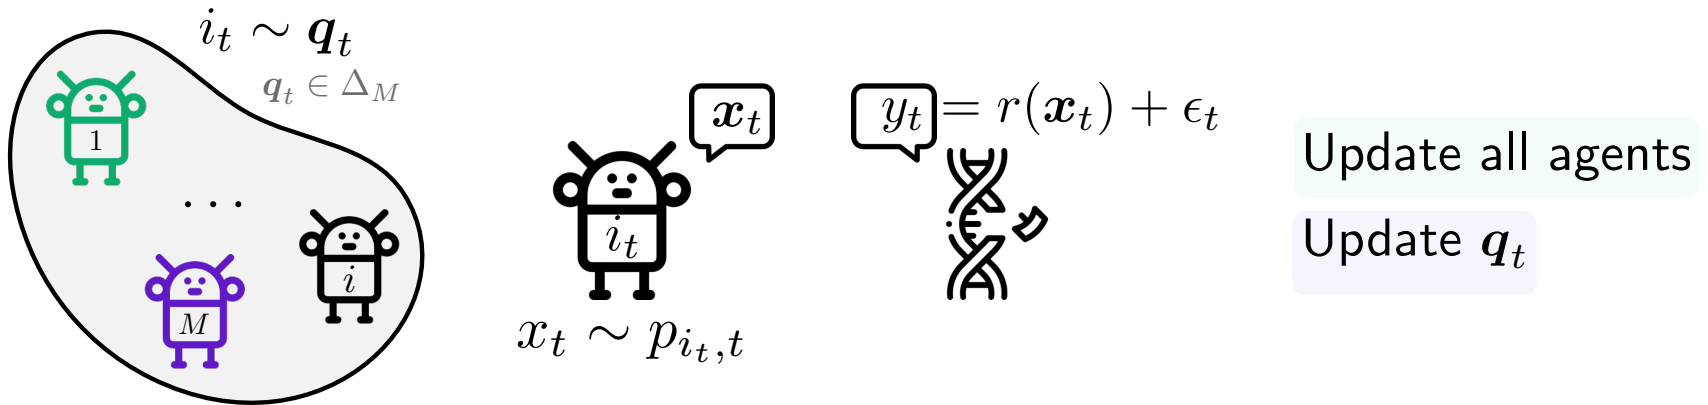 i_t ∼ q_t
q_t ∈ Δ_M
1
...
i
M
x_t
i_t
x_t ∼ p_{i_t,t}
y_t = r(x_t) + ϵ_t
Update all agents
Update q_t